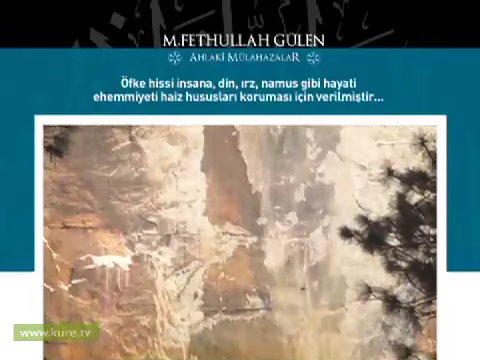 M.FETHULLAH GÜLEN
AHLAKİ MÜLAHAZALAR
Öfke hissi insana, din, ırz, namus gibi hayati
ehemmiyeti haiz hususları koruması için verilmiştir...
www.kure.tv